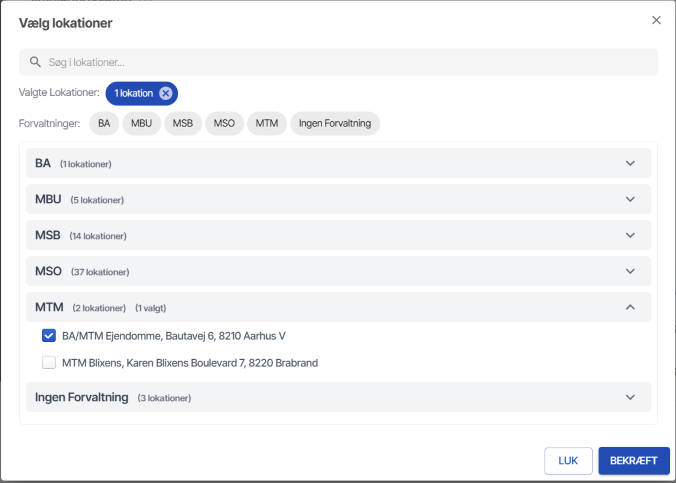 Vælg lokationer
Søg i lokationer...
Valgte Lokationer: 1 lokation
Forvaltninger: BA MBU MSB MSO MTM Ingen Forvaltning
BA (1 lokationer)
MBU (5 lokationer)
MSB (14 lokationer)
MSO (37 lokationer)
MTM (2 lokationer) (1 valgt)
BA/MTM Ejendomme, Bautavej 6, 8210 Aarhus V
MTM Blixens, Karen Blixens Boulevard 7, 8220 Brabrand
Ingen Forvaltning (3 lokationer)
LUK BEKRÆFT